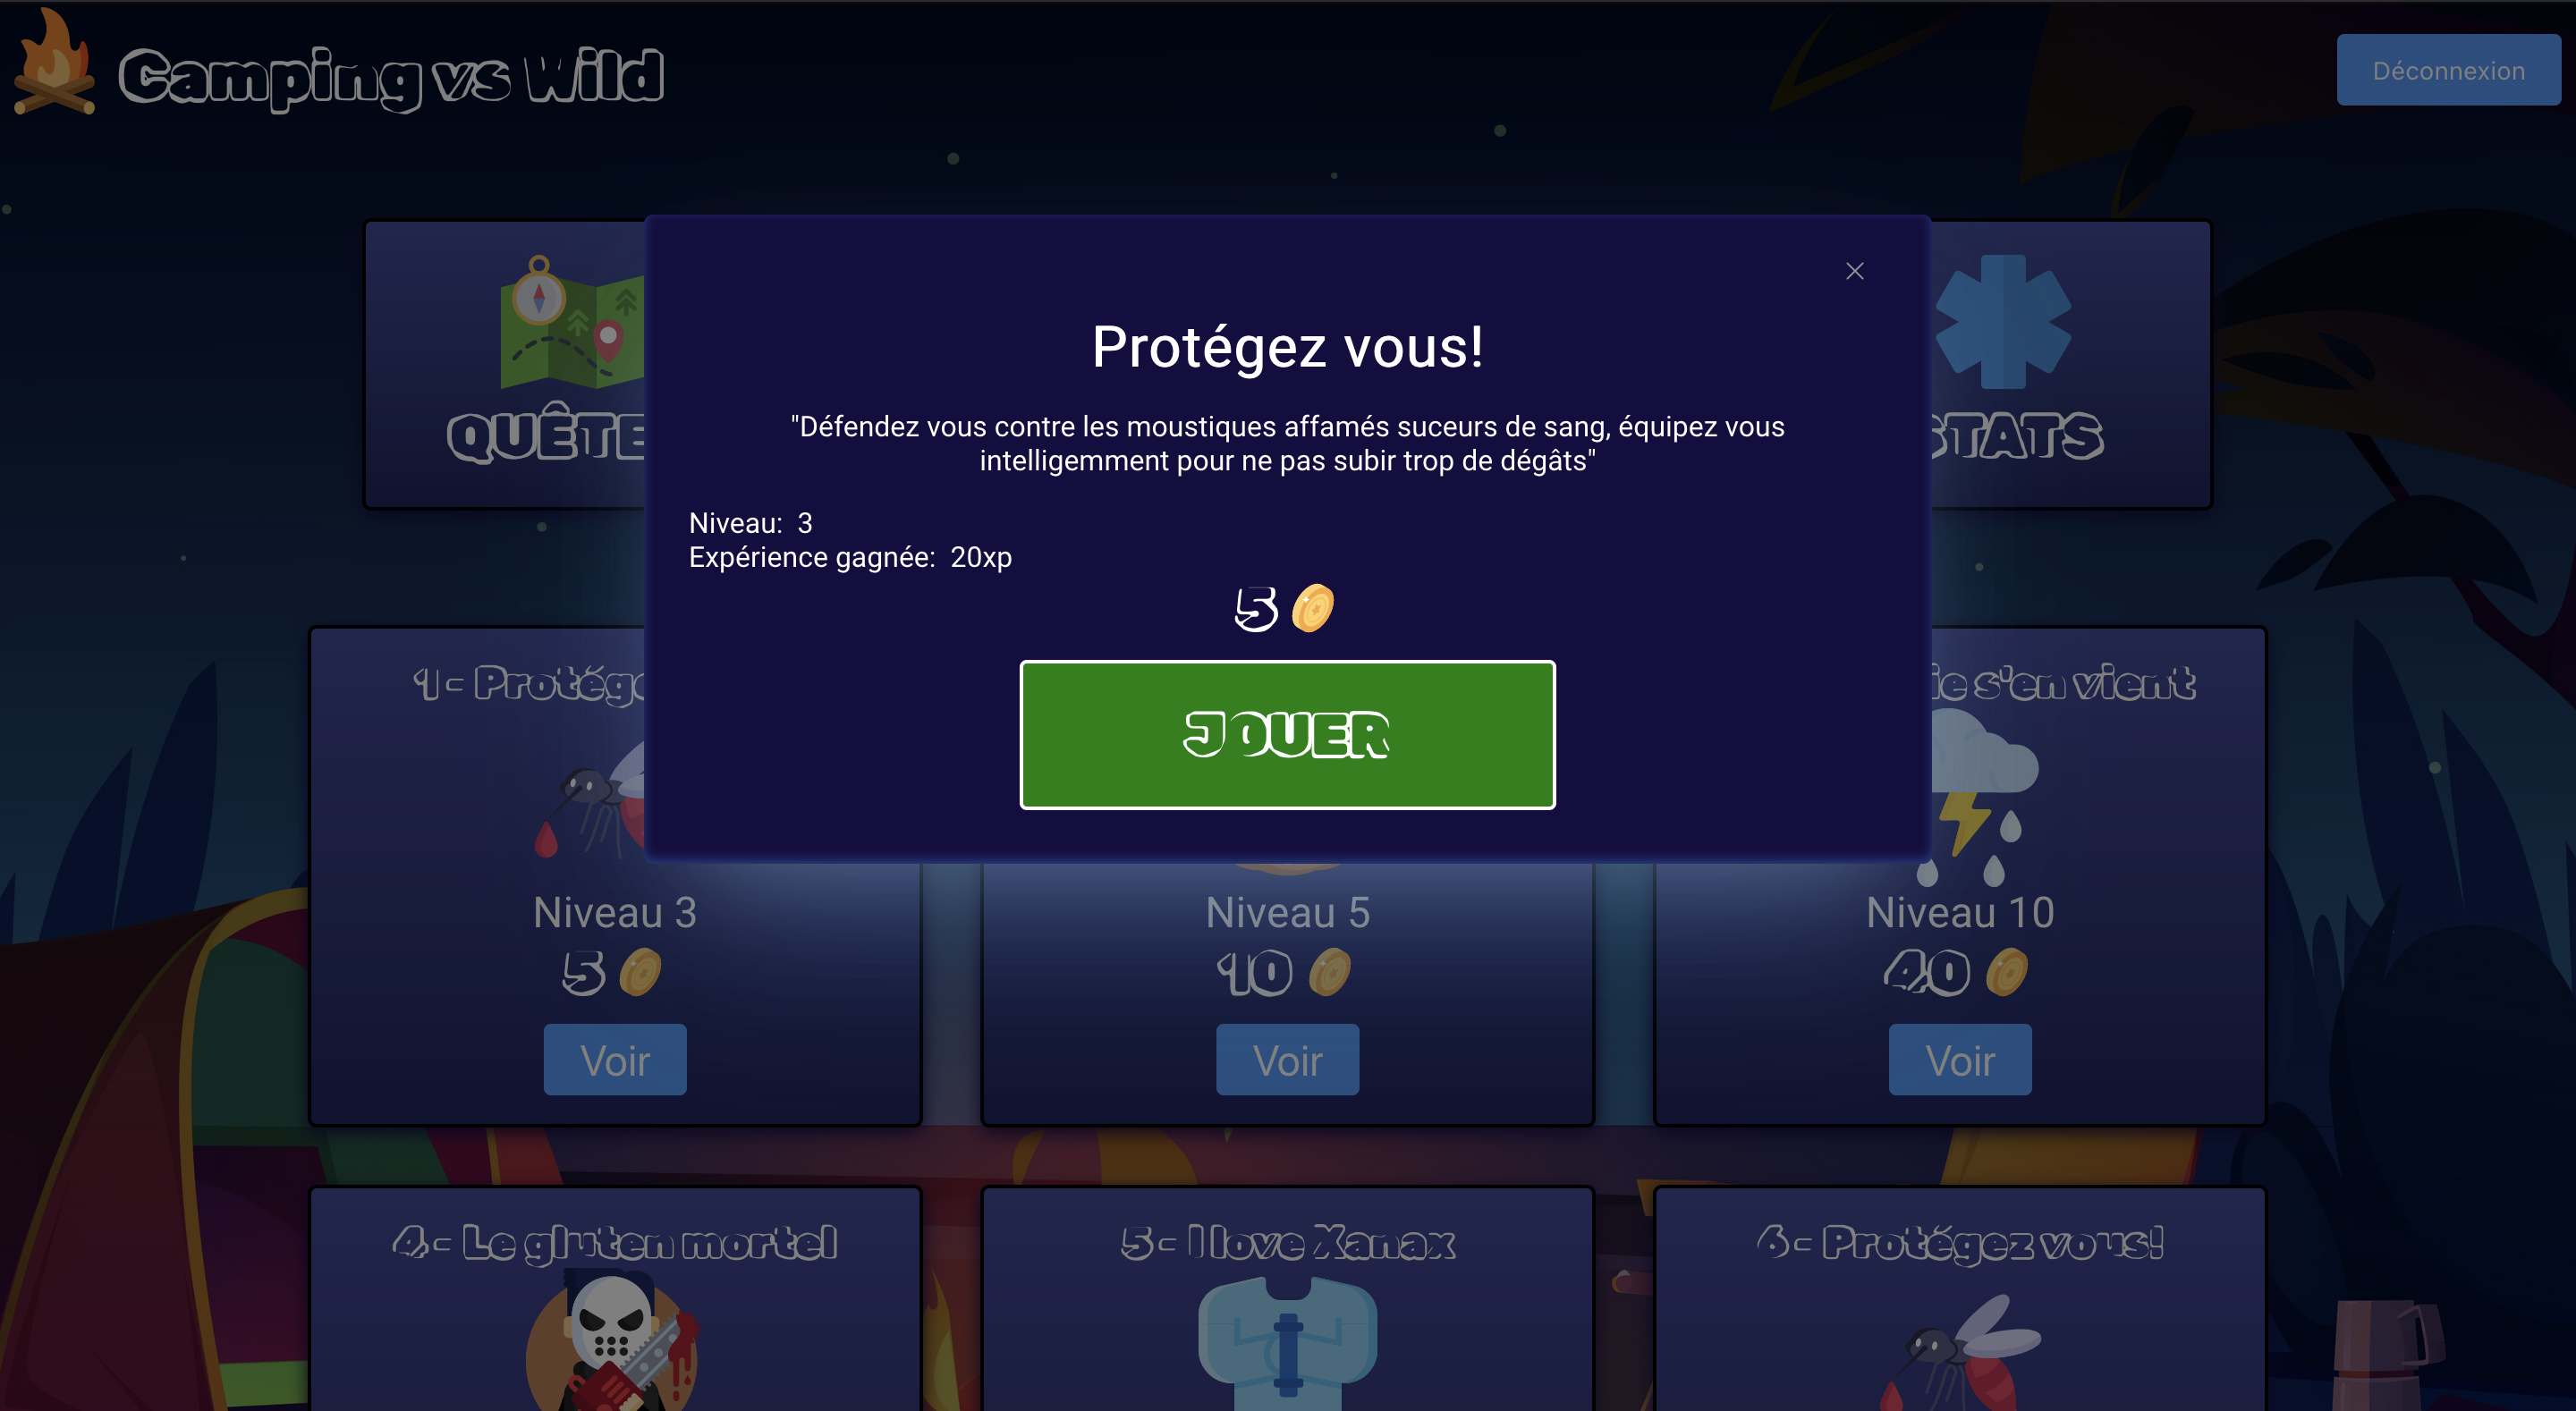 Camping vs Wild
Déconnexion
QUÊTE
STATS
Protégez vous!
"Défendez vous contre les moustiques affamés suceurs de sang, équipez vous
intelligemment pour ne pas subir trop de dégâts"
Niveau: 3
Expérience gagnée: 20xp
5
JOUER
1- Protég
s'en vient
Niveau 3
5
Voir
Niveau 5
10
Voir
Niveau 10
40
Voir
4- Le gluten mortel
5- I love Xanax
6- Protégez vous!